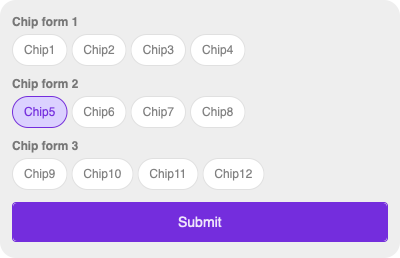 Chip form 1
Chip1 Chip2 Chip3 Chip4
Chip form 2
Chip5 Chip6 Chip7 Chip8
Chip form 3
Chip9 Chip10 Chip11 Chip12
Submit